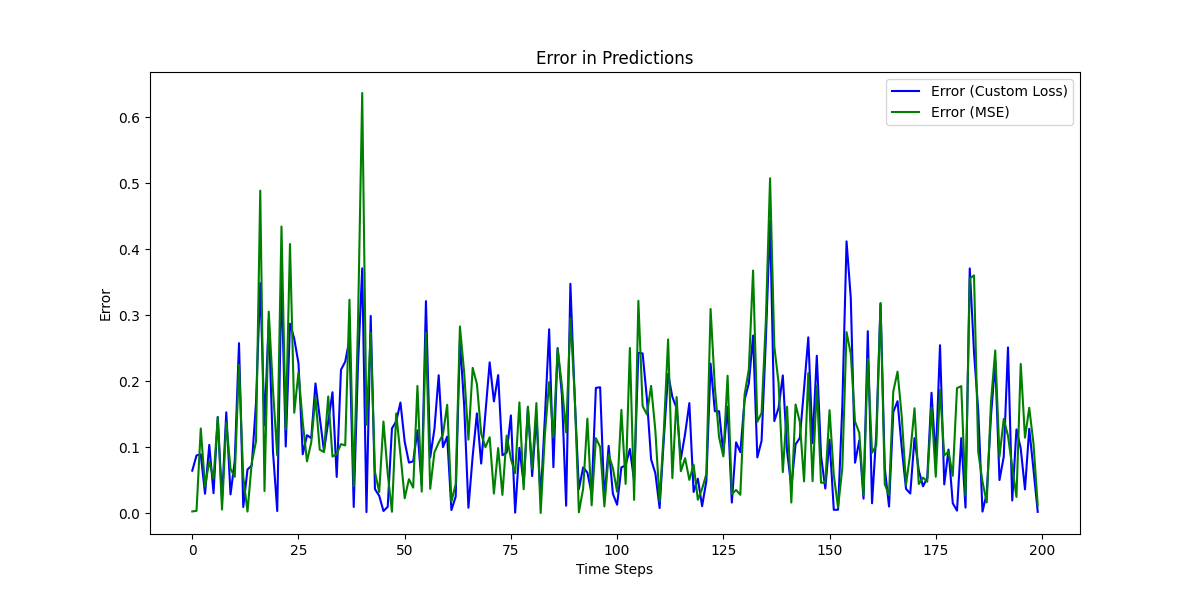 Error in Predictions
Error (Custom Loss)
Error (MSE)
Error
0.6
0.5
0.4
0.3
0.2
0.1
0.0
0 25 50 75 100 125 150 175 200
Time Steps